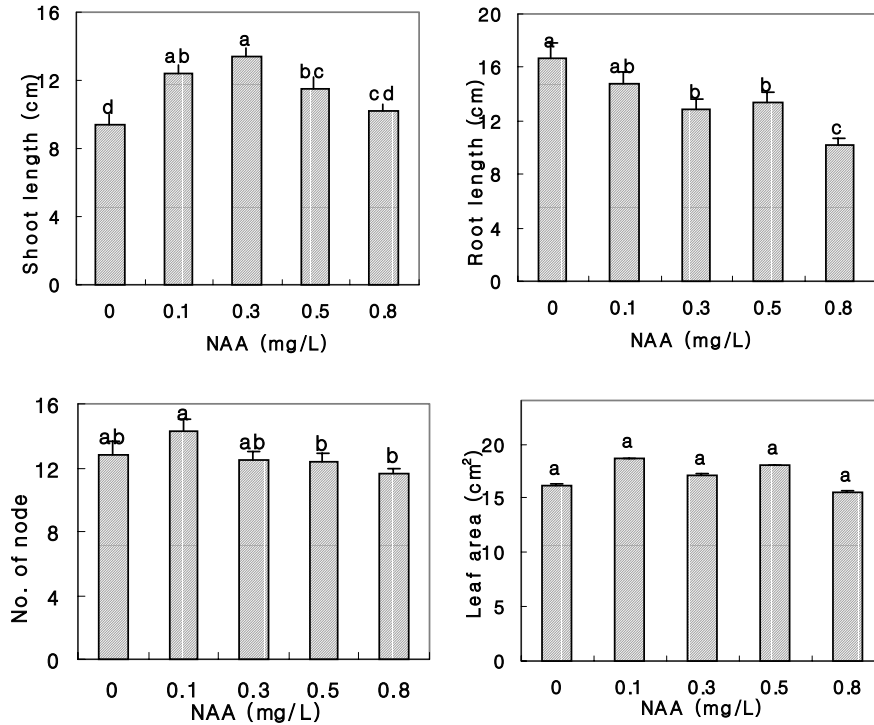 Shoot length (cm)
16
12
8
4
0
d
ab
a
bc
cd
0 0.1 0.3 0.5 0.8
NAA (mg/L)
Root length (cm)
20
16
12
8
4
0
a
ab
b
b
c
0 0.1 0.3 0.5 0.8
NAA (mg/L)
No. of node
16
12
8
4
0
ab
a
ab
b
b
0 0.1 0.3 0.5 0.8
NAA (mg/L)
Leaf area (cm²)
20
15
10
5
0
a
a
a
a
a
0 0.1 0.3 0.5 0.8
NAA (mg/L)